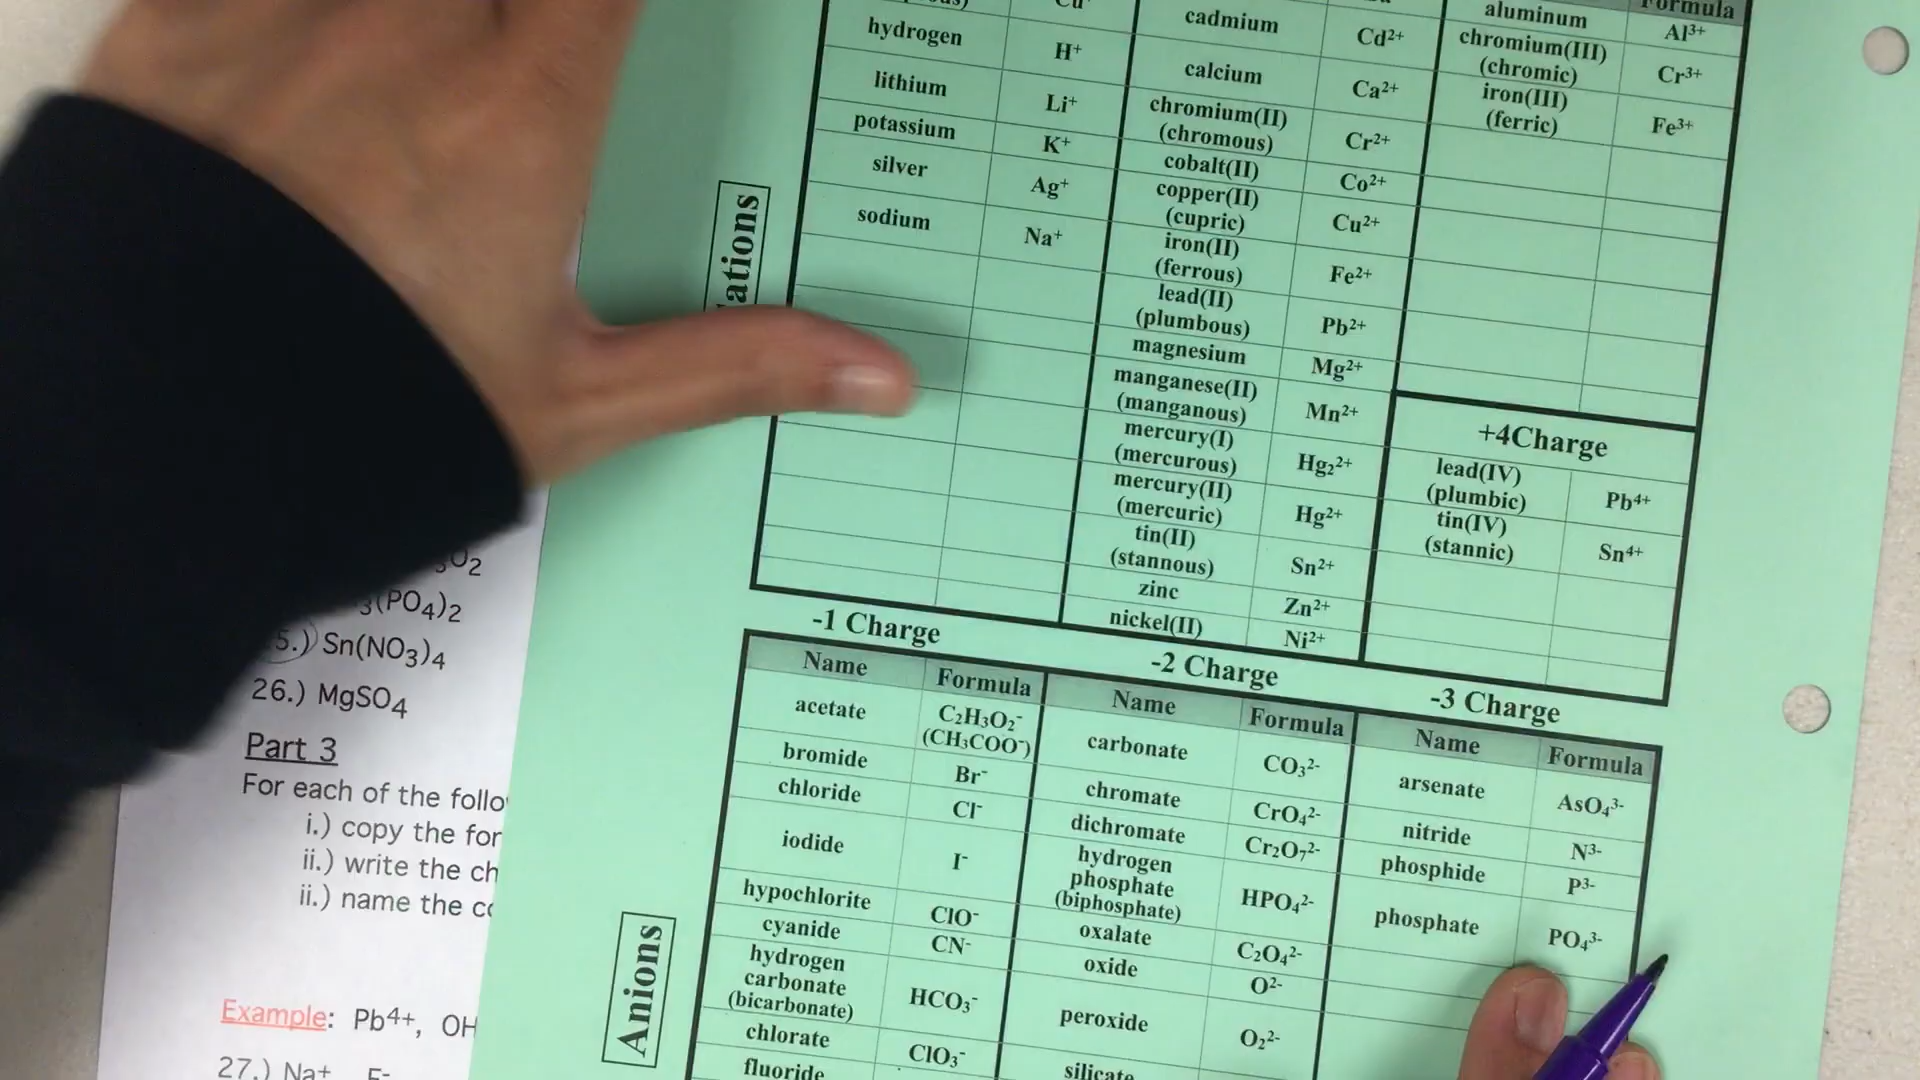 aluminum Al3+
hydrogen H+ cadmium Cd2+ chromium(III) (chromic) Cr3+
lithium Li+ calcium Ca2+ iron(III) (ferric) Fe3+
potassium K+ chromium(II) (chromous) Cr2+
silver Ag+ cobalt(II) Co2+
sodium Na+ copper(II) (cupric) Cu2+
iron(II) (ferrous) Fe2+
lead(II) (plumbous) Pb2+
magnesium Mg2+
manganese(II) (manganous) Mn2+
mercury(I) (mercurous) Hg22+
mercury(II) (mercuric) Hg2+
tin(II) (stannous) Sn2+
zinc Zn2+
nickel(II) Ni2+
+4Charge
lead(IV) (plumbic) Pb4+
tin(IV) (stannic) Sn4+
-1 Charge -2 Charge -3 Charge
Name Formula Name Formula Name Formula
acetate C2H3O2- (CH3COO-) carbonate CO32- arsenate AsO43-
bromide Br- chromate CrO42- nitride N3-
chloride Cl- dichromate Cr2O72- phosphide P3-
iodide I- hydrogen phosphate (biphosphate) HPO42- phosphate PO43-
hypochlorite ClO- oxalate C2O42-
cyanide CN- oxide O2-
hydrogen carbonate (bicarbonate) HCO3- peroxide O22-
chlorate ClO3- silicate
fluoride
Anions
3(PO4)2
5.) Sn(NO3)4
26.) MgSO4
Part 3
For each of the follo
i.) copy the for
ii.) write the ch
ii.) name the co
Example: Pb4+, OH
27.) Na+ F-